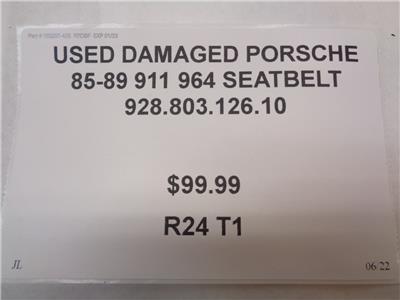 USED DAMAGED PORSCHE
85-89 911 964 SEATBELT
928.803.126.10
$99.99
R24 T1
JL 06/22